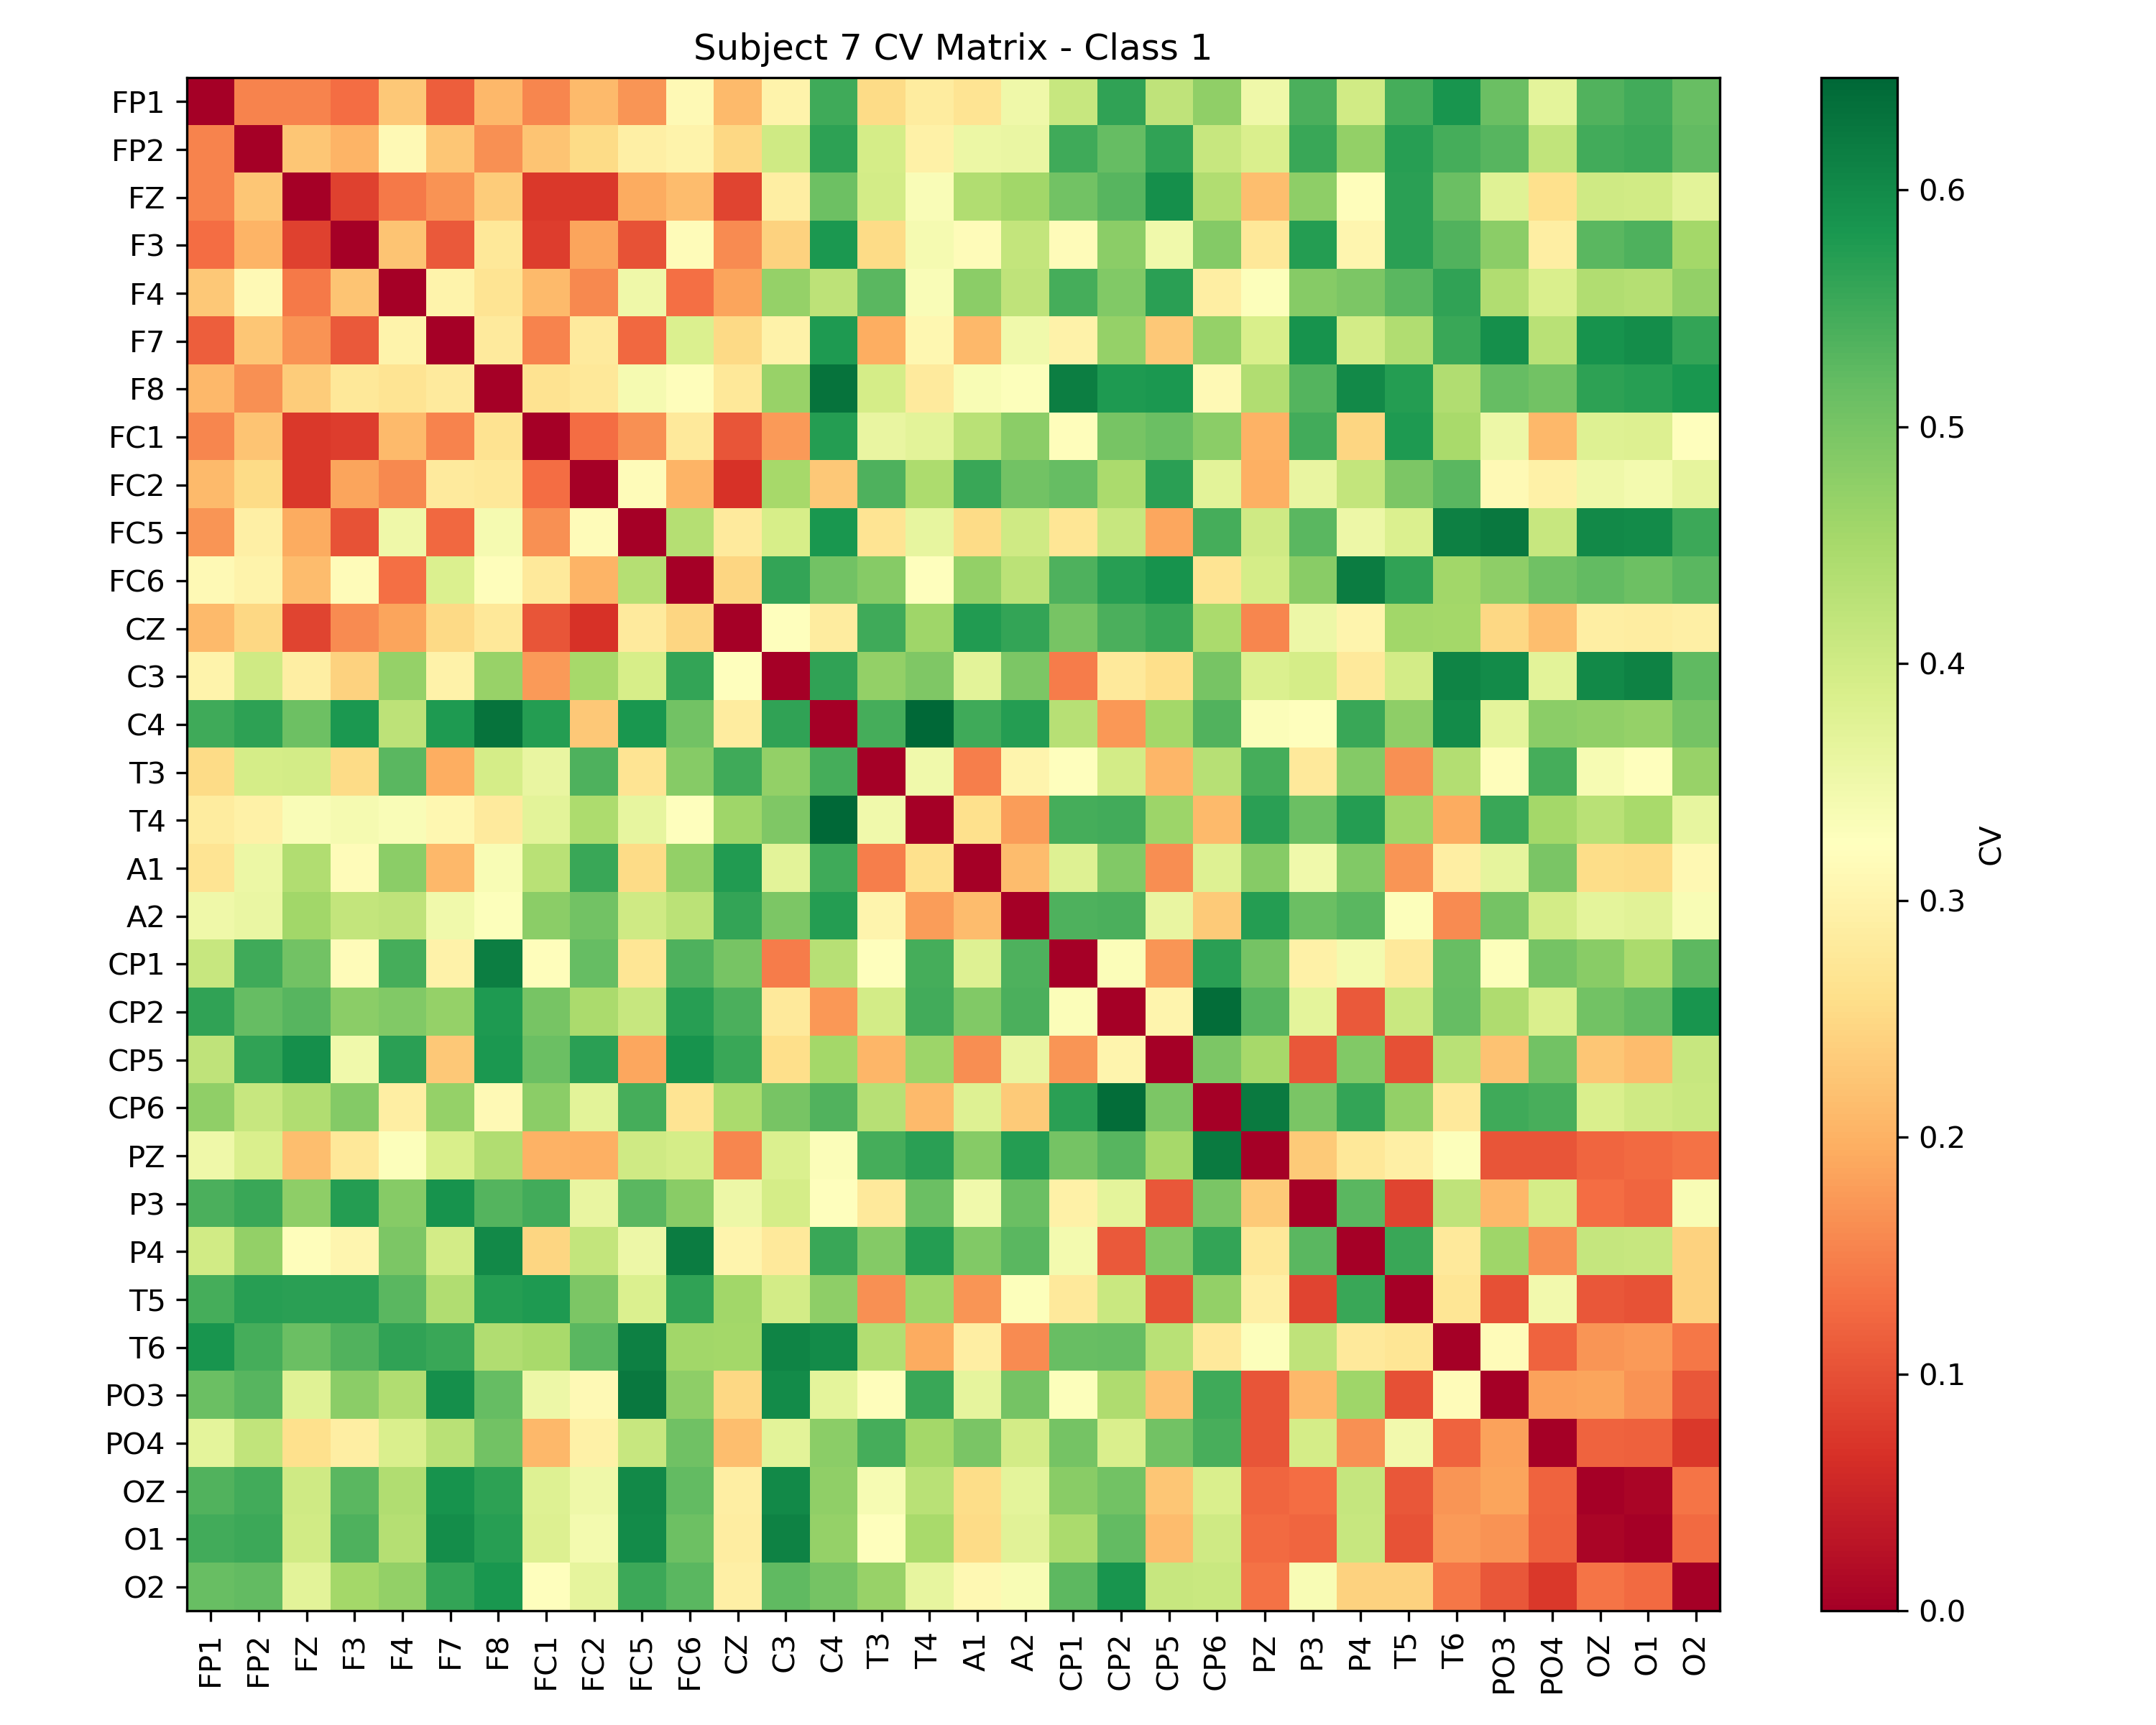 Subject 7 CV Matrix - Class 1
FP1
FP2
FZ
F3
F4
F7
F8
FC1
FC2
FC5
FC6
CZ
C3
C4
T3
T4
A1
A2
CP1
CP2
CP5
CP6
PZ
P3
P4
T5
T6
PO3
PO4
OZ
O1
O2
FP1 FP2 FZ F3 F4 F7 F8 FC1 FC2 FC5 FC6 CZ C3 C4 T3 T4 A1 A2 CP1 CP2 CP5 CP6 PZ P3 P4 T5 T6 PO3 PO4 OZ O1 O2
0.6
0.5
0.4
0.3
0.2
0.1
0.0
CV